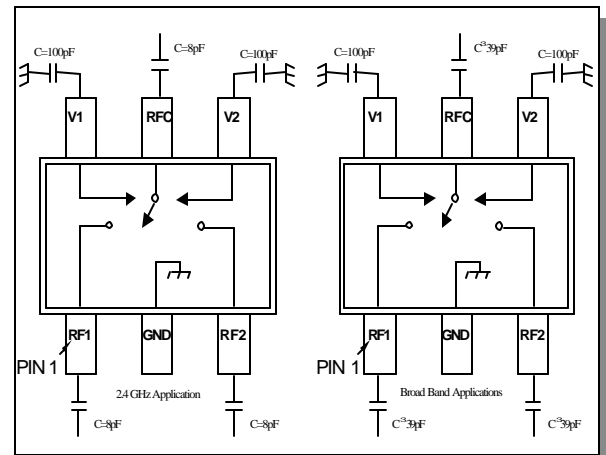 C=100pF
C=8pF
C=100pF
V1
RFC
V2
RF1
GND
RF2
PIN 1
2.4 GHz Application
C=8pF
C=8pF
C=100pF
C³39pF
C=100pF
V1
RFC
V2
RF1
GND
RF2
PIN 1
Broad Band Applications
C³39pF
C³39pF